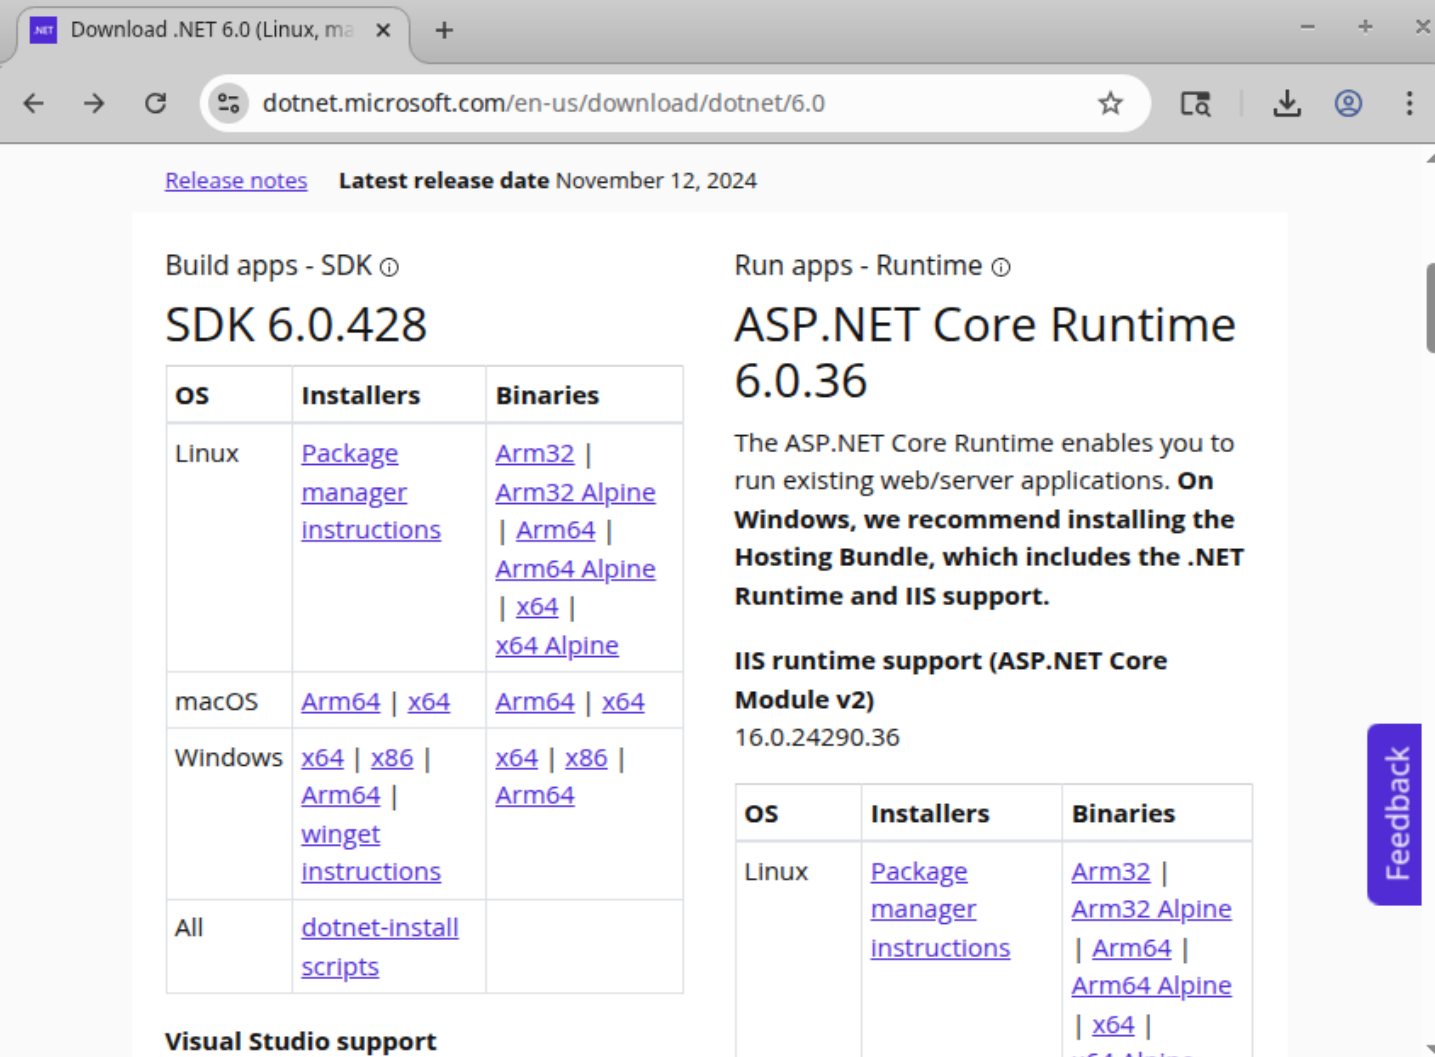 .NET
Download .NET 6.0 (Linux, ma
dotnet.microsoft.com/en-us/download/dotnet/6.0
Release notes Latest release date November 12, 2024
Build apps - SDK
SDK 6.0.428
OS Installers Binaries
Linux Package manager instructions Arm32 |
Arm32 Alpine
| Arm64 |
Arm64 Alpine
| x64 |
x64 Alpine
macOS Arm64 | x64 Arm64 | x64
Windows x64 | x86 | x64 | x86 |
Arm64 | Arm64
winget
instructions
All dotnet-install
scripts
Visual Studio support
Run apps - Runtime
ASP.NET Core Runtime
6.0.36
The ASP.NET Core Runtime enables you to
run existing web/server applications. On
Windows, we recommend installing the
Hosting Bundle, which includes the .NET
Runtime and IIS support.
IIS runtime support (ASP.NET Core
Module v2)
16.0.24290.36
OS Installers Binaries
Linux Package Arm32 |
manager Arm32 Alpine
instructions | Arm64 |
Arm64 Alpine
| x64 |
x64 Alpine
Feedback